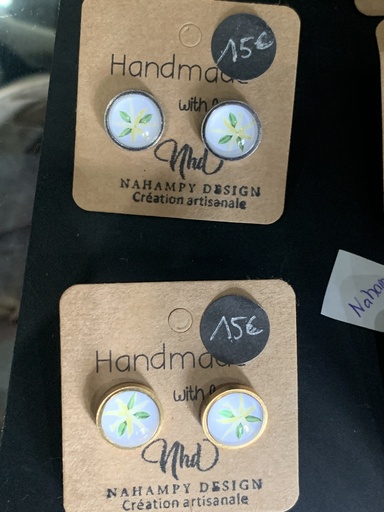 15€
Handmade
with
Nhd
NAHAMPY DESIGN
Création artisanale
15€
Handmade
with
Nhd
NAHAMPY DESIGN
Création artisanale